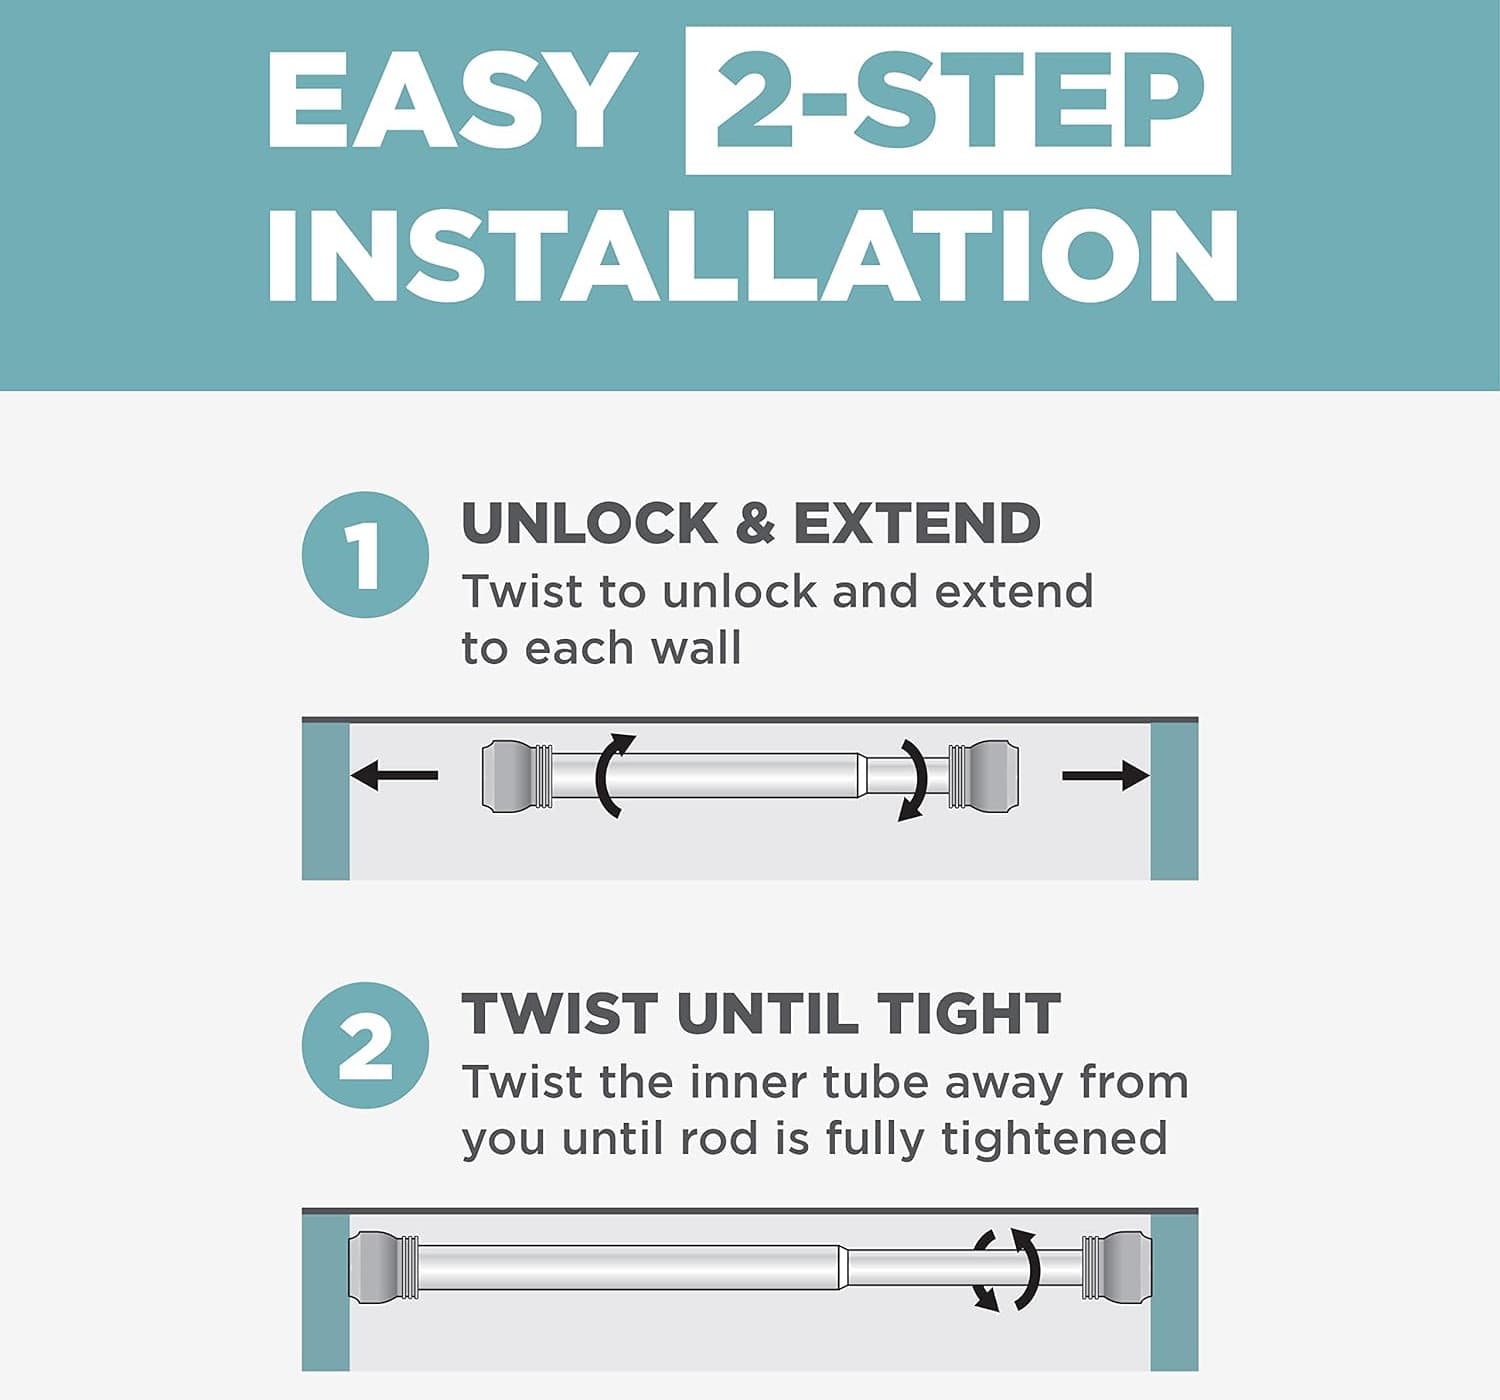 EASY 2-STEP
INSTALLATION
1
UNLOCK & EXTEND
Twist to unlock and extend
to each wall
2
TWIST UNTIL TIGHT
Twist the inner tube away from
you until rod is fully tightened